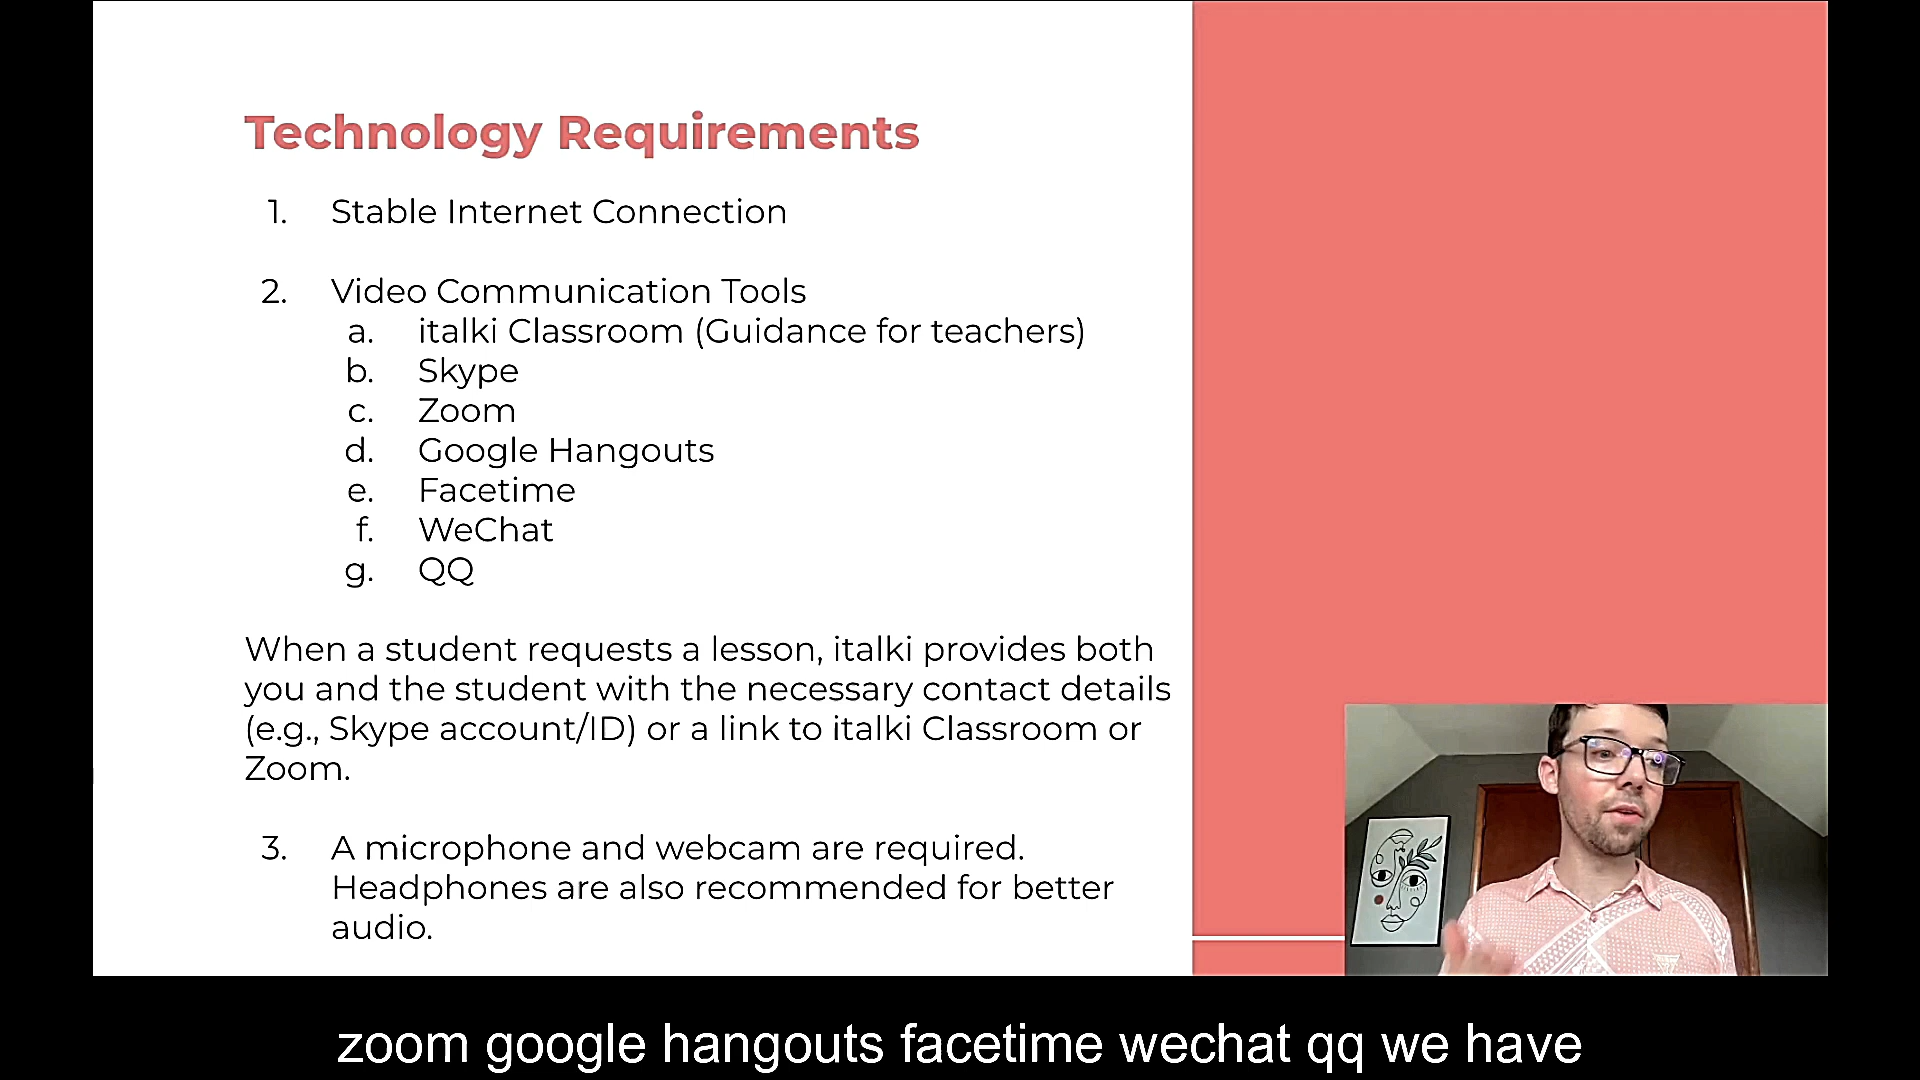 Technology Requirements
1. Stable Internet Connection
2. Video Communication Tools
a. italki Classroom (Guidance for teachers)
b. Skype
c. Zoom
d. Google Hangouts
e. Facetime
f. WeChat
g. QQ
When a student requests a lesson, italki provides both
you and the student with the necessary contact details
(e.g., Skype account/ID) or a link to italki Classroom or
Zoom.
3. A microphone and webcam are required.
Headphones are also recommended for better
audio.
zoom google hangouts facetime wechat qq we have